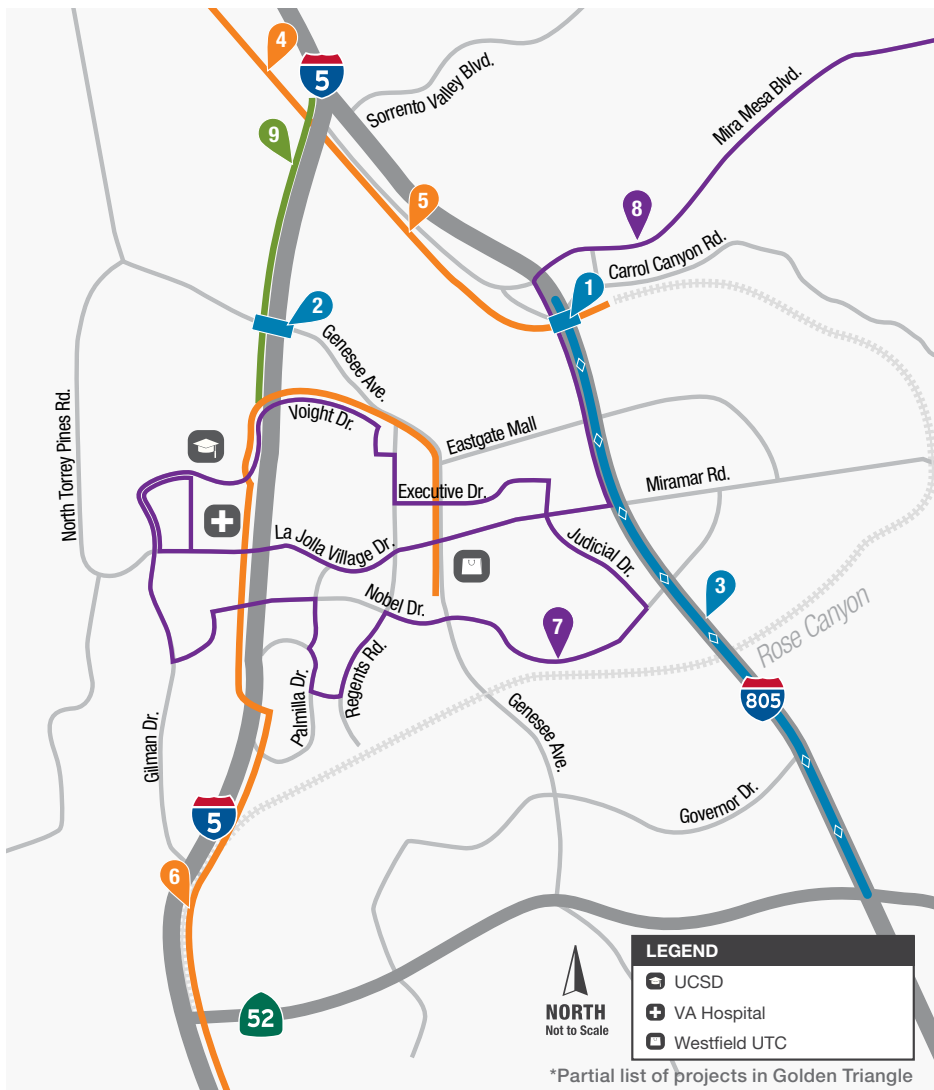 4
5
Sorrento Valley Blvd.
Mira Mesa Blvd.
9
5
8
Carrol Canyon Rd.
1
2
Genesee Ave.
North Torrey Pines Rd.
Voight Dr.
Eastgate Mall
Executive Dr.
Miramar Rd.
La Jolla Village Dr.
Judicial Dr.
Nobel Dr.
3
7
Rose Canyon
Palmilla Dr.
Regents Rd.
805
Gilman Dr.
Genesee Ave.
5
Governor Dr.
6
52
NORTH
Not to Scale
LEGEND
UCSD
VA Hospital
Westfield UTC
*Partial list of projects in Golden Triangle